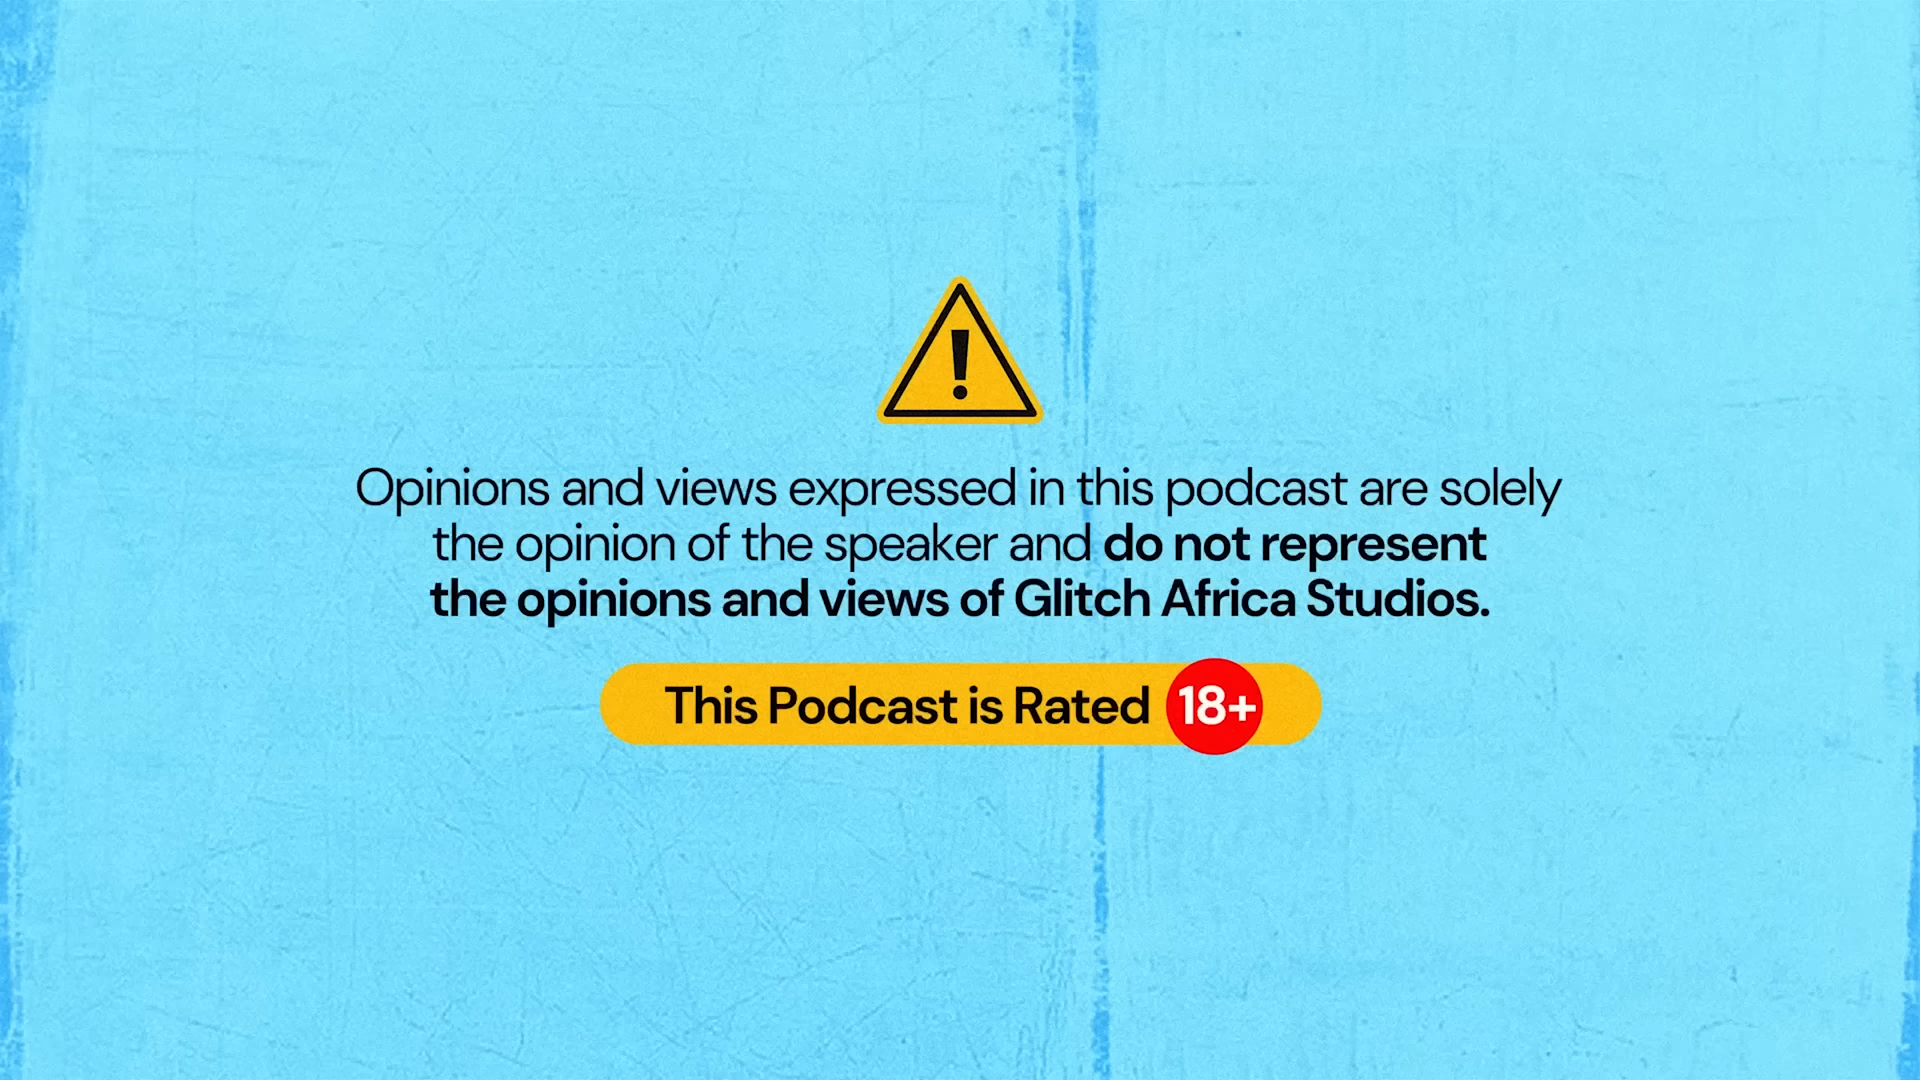 Opinions and views expressed in this podcast are solely
the opinion of the speaker and do not represent
the opinions and views of Glitch Africa Studios.
This Podcast is Rated 18+